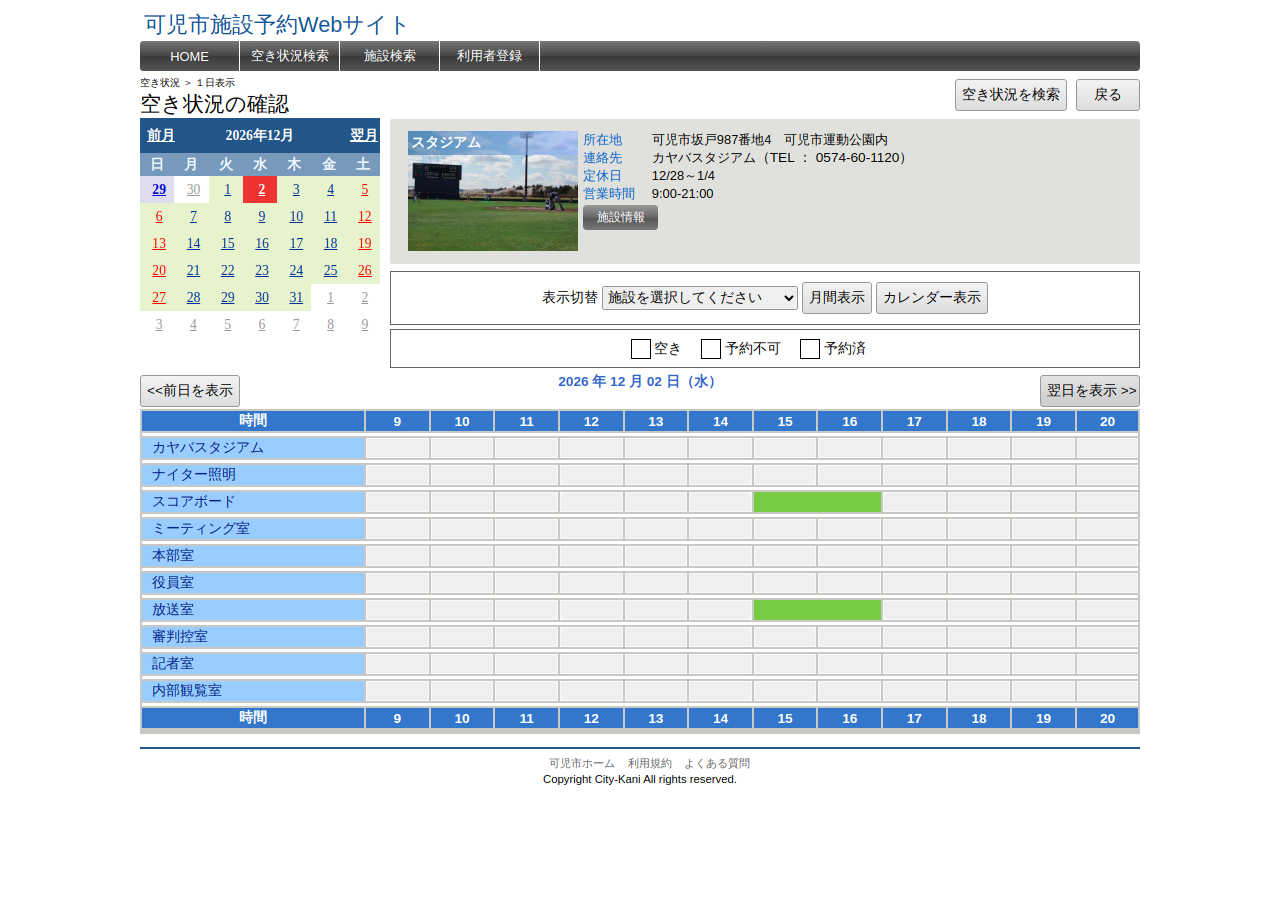 可児市施設予約Webサイト
HOME 空き状況検索 施設検索 利用者登録
空き状況 ＞ １日表示
空き状況の確認
空き状況を検索 戻る
前月 2026年12月 翌月
日 月 火 水 木 金 土
29 30 1 2 3 4 5
6 7 8 9 10 11 12
13 14 15 16 17 18 19
20 21 22 23 24 25 26
27 28 29 30 31 1 2
3 4 5 6 7 8 9
スタジアム
所在地 可児市坂戸987番地4　可児市運動公園内
連絡先 カヤバスタジアム（TEL ： 0574-60-1120）
定休日 12/28～1/4
営業時間 9:00-21:00
施設情報
表示切替 施設を選択してください 月間表示 カレンダー表示
空き 予約不可 予約済
<<前日を表示 2026 年 12 月 02 日（水） 翌日を表示 >>
時間 9 10 11 12 13 14 15 16 17 18 19 20
カヤバスタジアム
ナイター照明
スコアボード
ミーティング室
本部室
役員室
放送室
審判控室
記者室
内部観覧室
時間 9 10 11 12 13 14 15 16 17 18 19 20
可児市ホーム 利用規約 よくある質問
Copyright City-Kani All rights reserved.